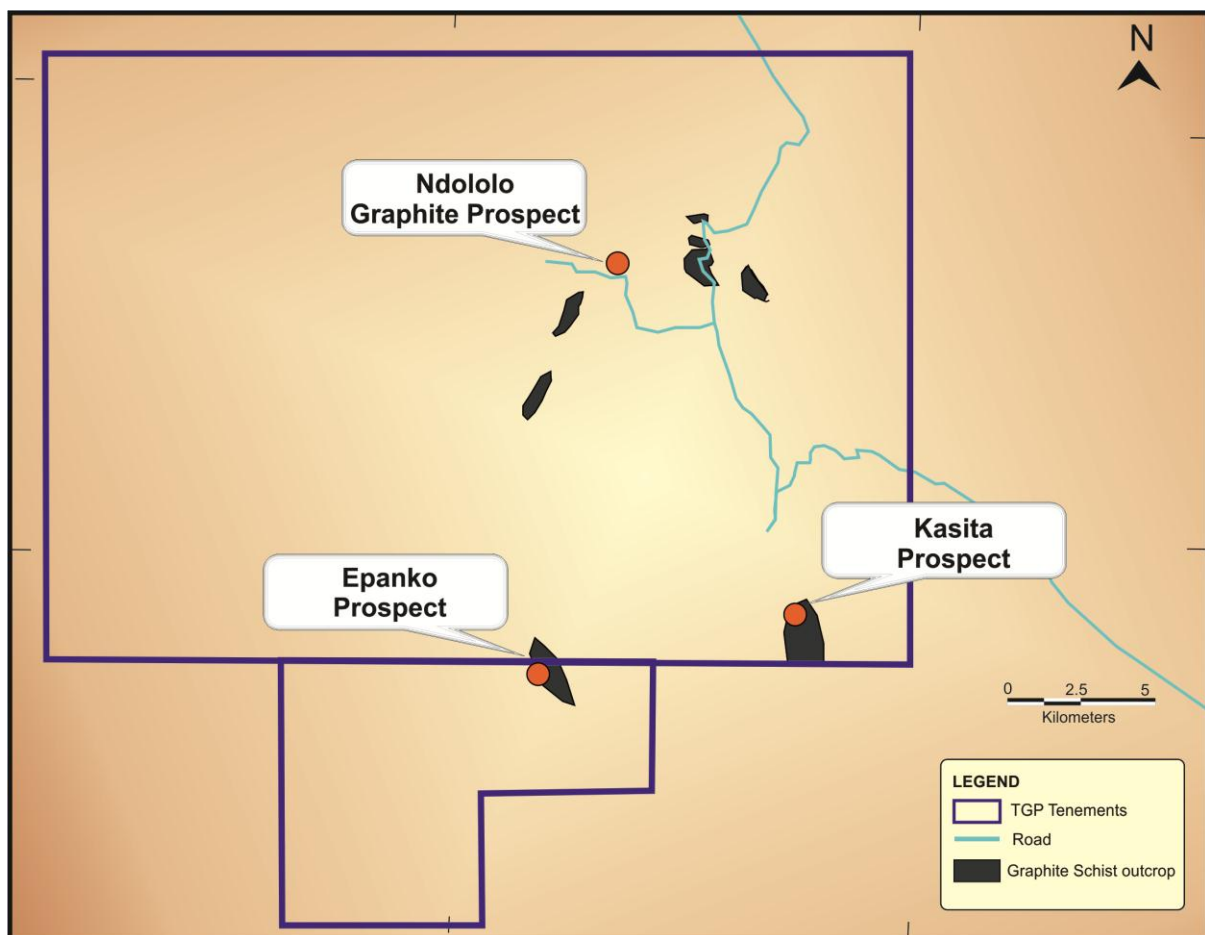 N
Ndololo
Graphite Prospect
Kasita
Prospect
Epanko
Prospect
0 2.5 5
Kilometers
LEGEND
TGP Tenements
Road
Graphite Schist outcrop